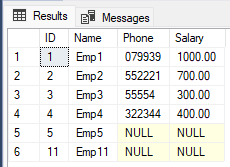 Results Messages
ID Name Phone Salary
1 1 Emp1 079939 1000.00
2 2 Emp2 552221 700.00
3 3 Emp3 55554 300.00
4 4 Emp4 322344 400.00
5 5 Emp5 NULL NULL
6 11 Emp11 NULL NULL